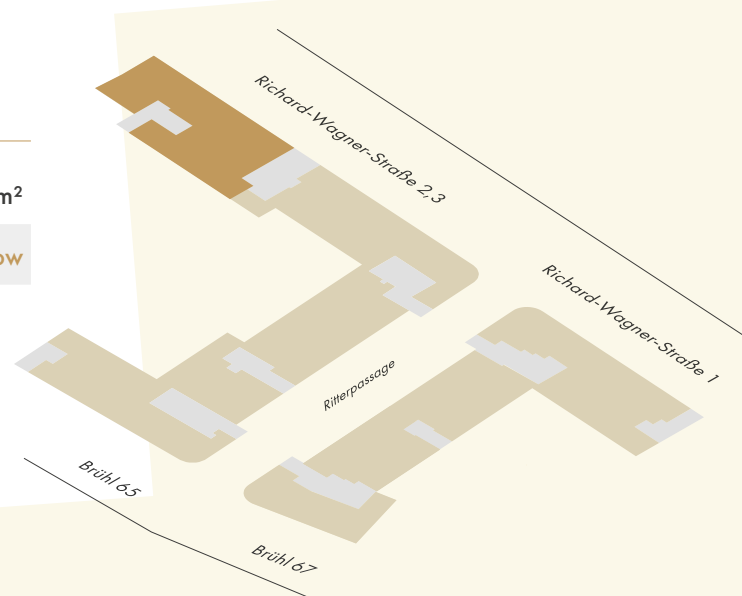 Richard-Wagner-Straße 2,3
m²
Richard-Wagner-Straße 1
Ritterpassage
Brühl 65
Brühl 67